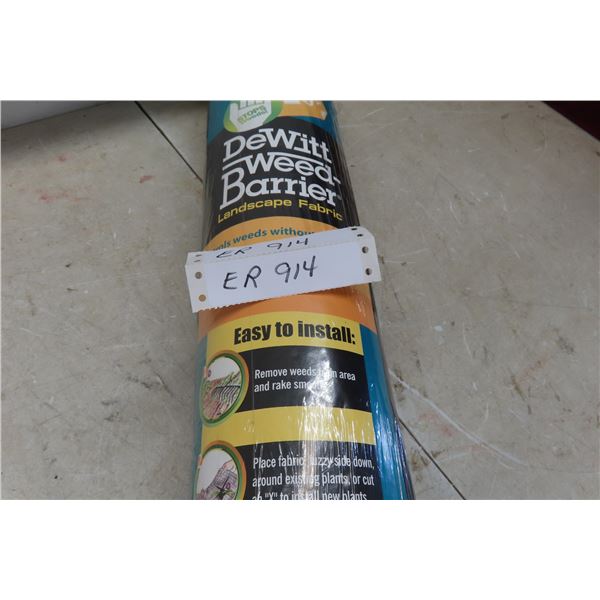 STOPS
DeWitt
Weed-
Barrier
Landscape Fabric
weeds without
ER 914
ER 914
Easy to install:
Remove weeds area
and rake
Place fabric, side down,
around existing plants, or cut
an "X" to install new plants